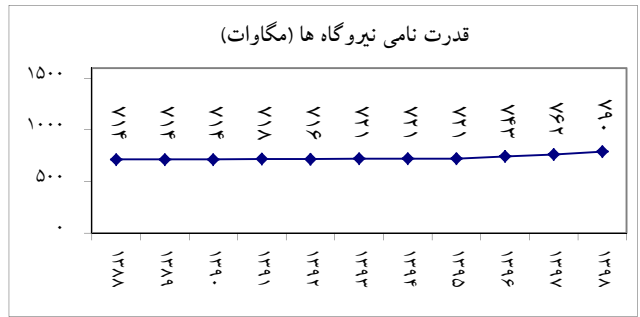 قدرت نامی نیروگاه ها (مگاوات)
۱۵۰۰
۱۰۰۰
۵۰۰
۰
۷۱۴ ۷۱۴ ۷۱۴ ۷۱۸ ۷۱۶ ۷۲۱ ۷۲۱ ۷۲۱ ۷۴۳ ۷۶۲ ۷۹۰
۱۳۸۸ ۱۳۸۹ ۱۳۹۰ ۱۳۹۱ ۱۳۹۲ ۱۳۹۳ ۱۳۹۴ ۱۳۹۵ ۱۳۹۶ ۱۳۹۷ ۱۳۹۸